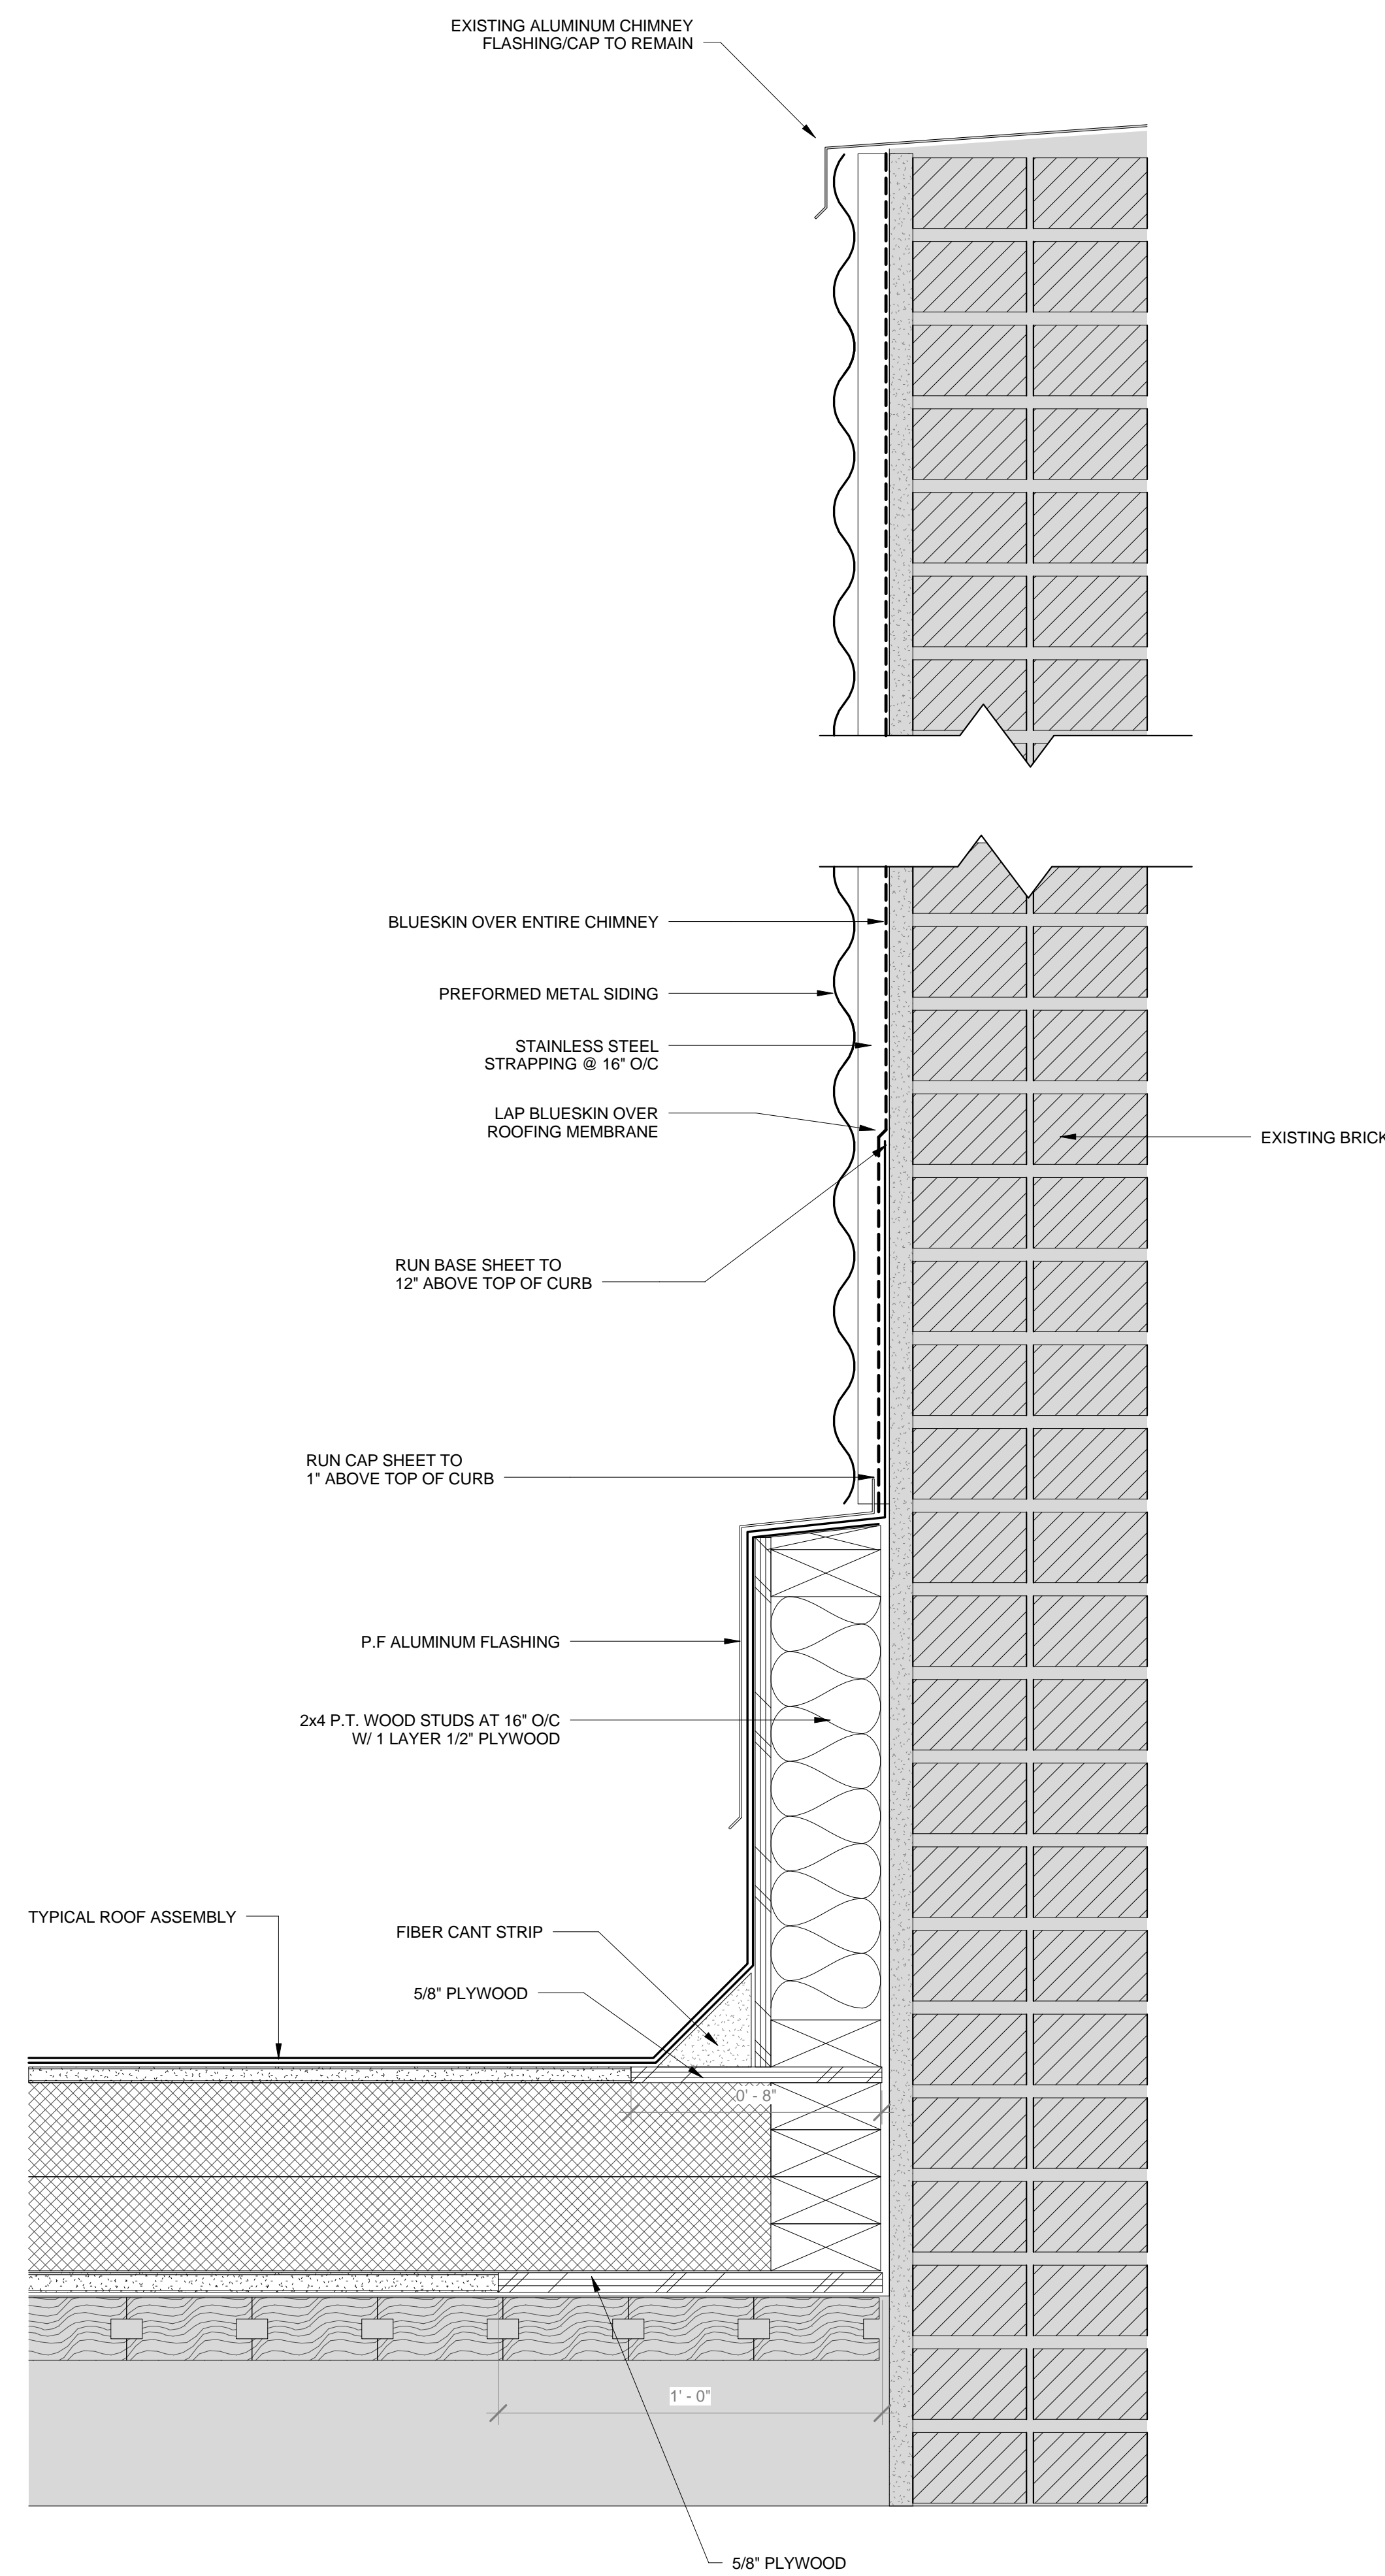 EXISTING ALUMINUM CHIMNEY
FLASHING/CAP TO REMAIN
BLUESKIN OVER ENTIRE CHIMNEY
PREFORMED METAL SIDING
STAINLESS STEEL
STRAPPING @ 16" O/C
LAP BLUESKIN OVER
ROOFING MEMBRANE
EXISTING BRICK
RUN BASE SHEET TO
12" ABOVE TOP OF CURB
RUN CAP SHEET TO
1" ABOVE TOP OF CURB
P.F ALUMINUM FLASHING
2x4 P.T. WOOD STUDS AT 16" O/C
W/ 1 LAYER 1/2" PLYWOOD
TYPICAL ROOF ASSEMBLY
FIBER CANT STRIP
5/8" PLYWOOD
0' - 8"
1' - 0"
5/8" PLYWOOD